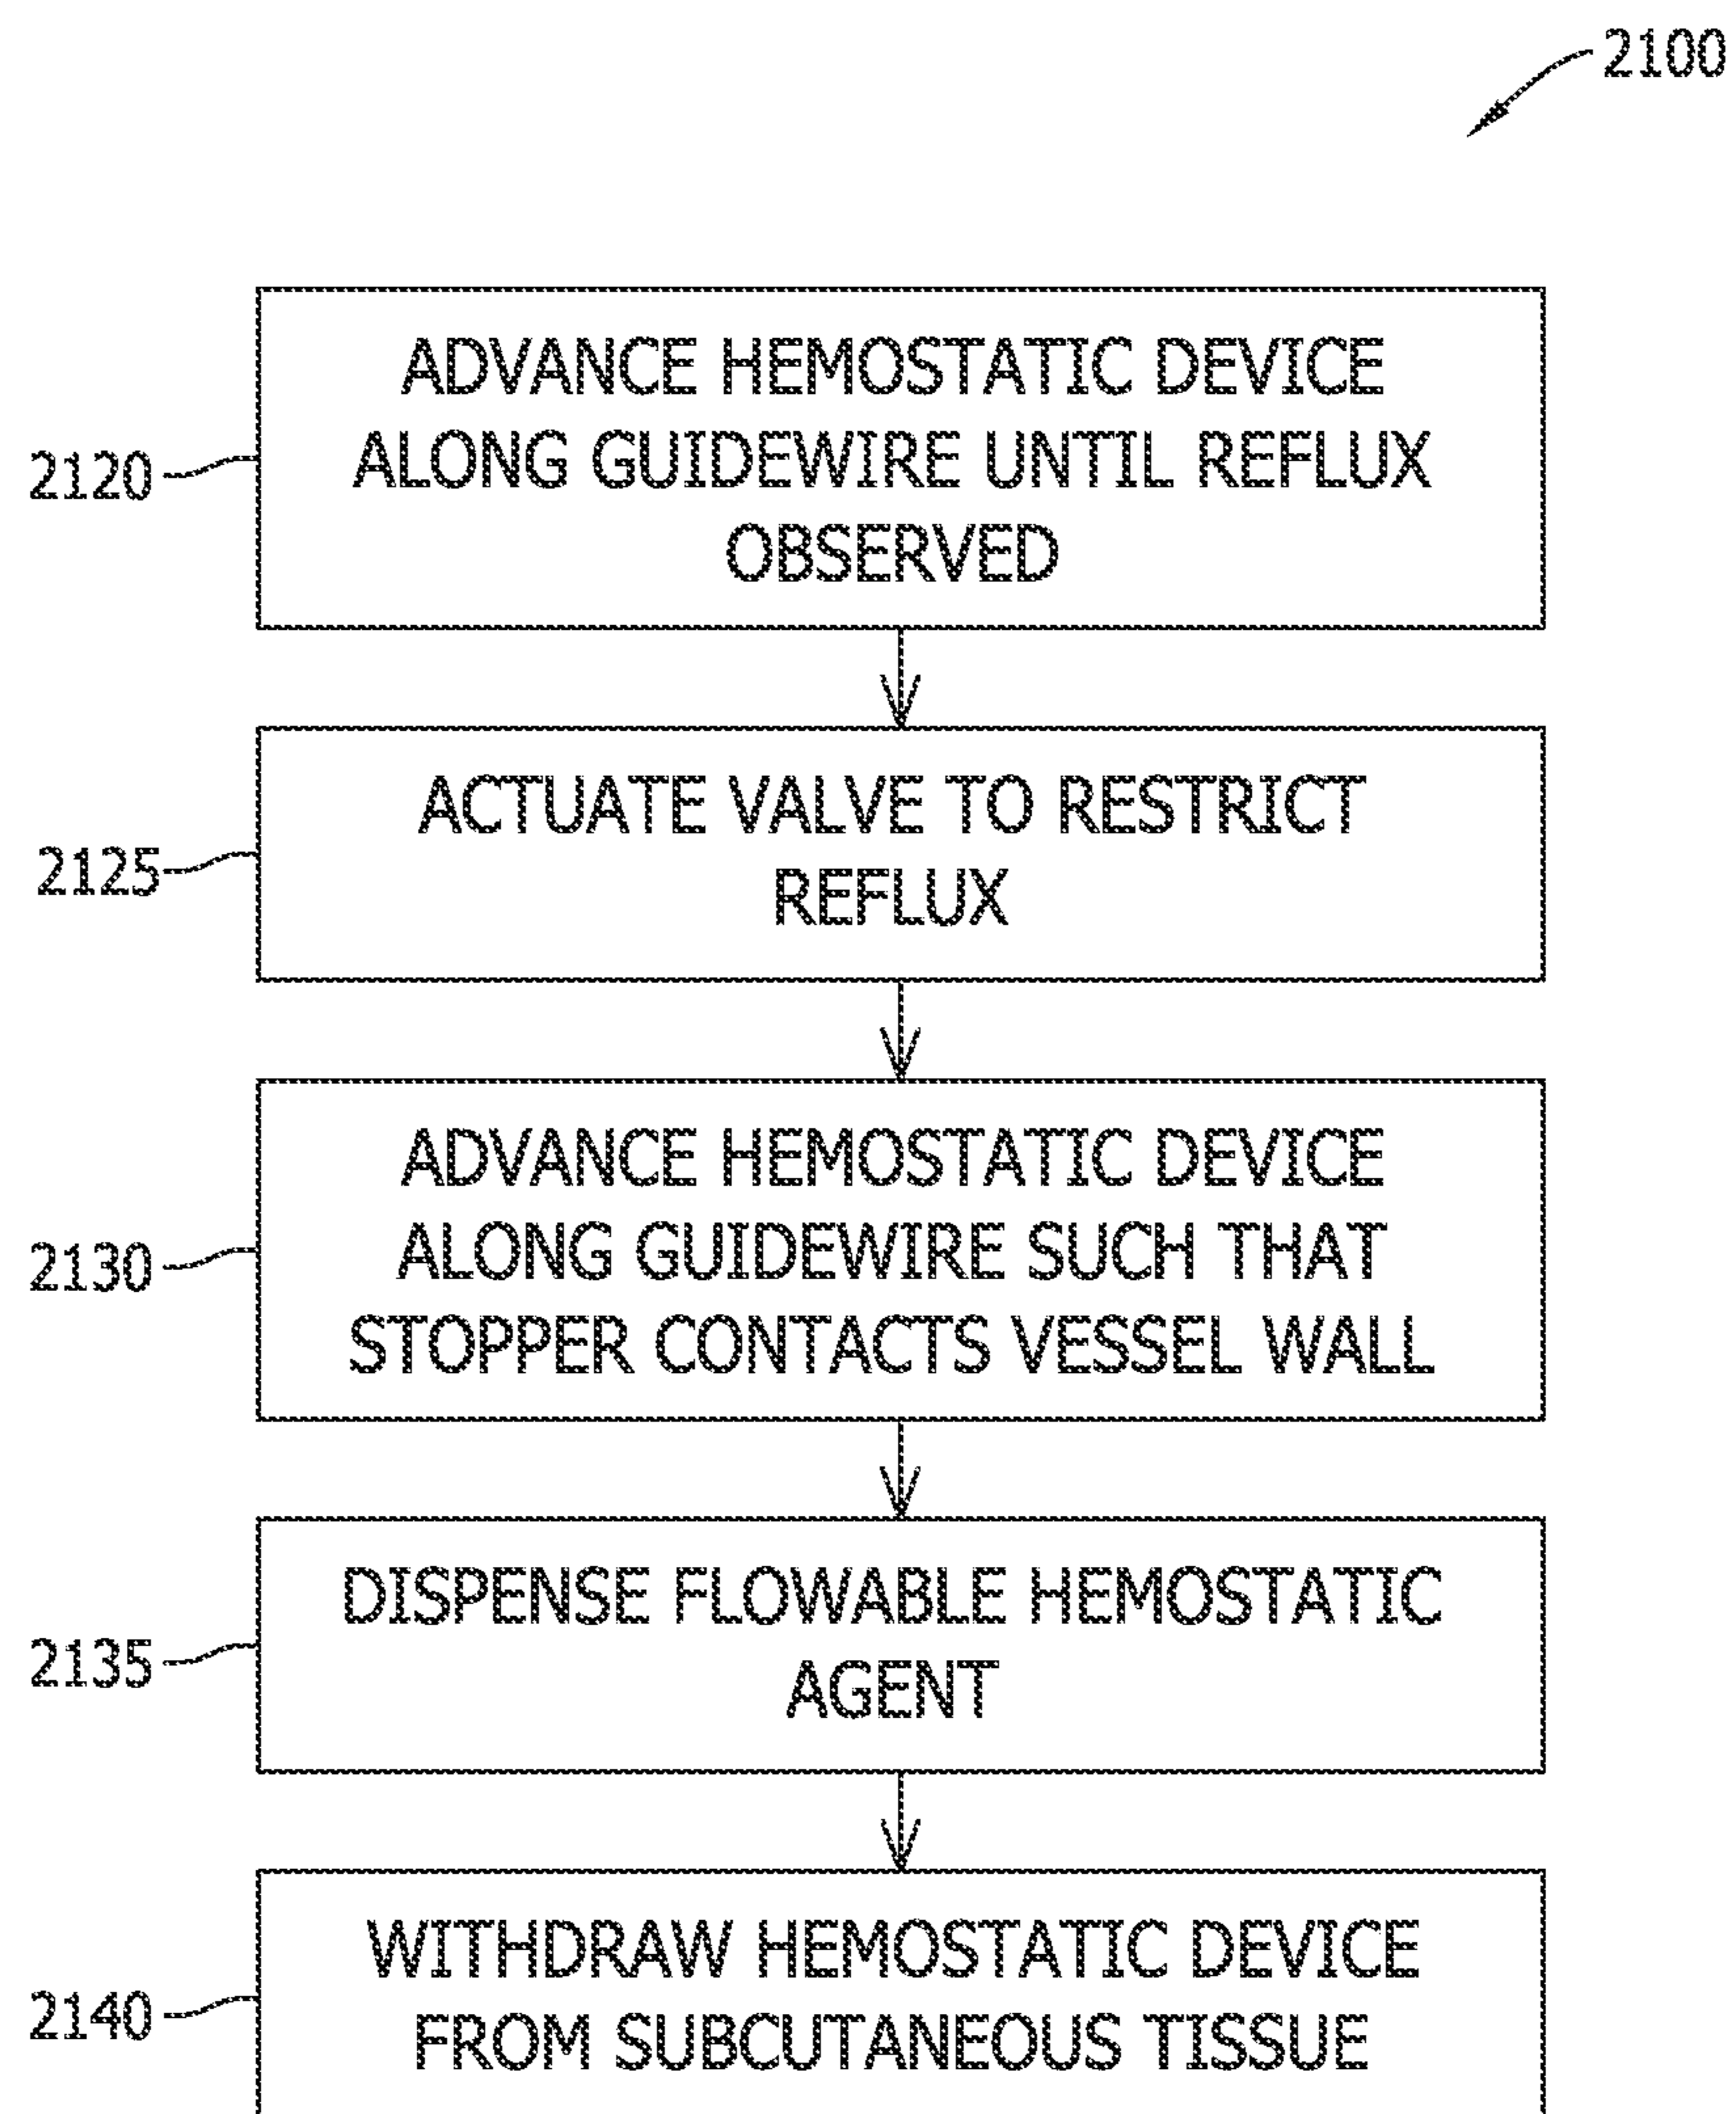 2100
ADVANCE HEMOSTATIC DEVICE
ALONG GUIDEWIRE UNTIL REFLUX
OBSERVED
2120
ACTUATE VALVE TO RESTRICT
REFLUX
2125
ADVANCE HEMOSTATIC DEVICE
ALONG GUIDEWIRE SUCH THAT
STOPPER CONTACTS VESSEL WALL
2130
DISPENSE FLOWABLE HEMOSTATIC
AGENT
2135
WITHDRAW HEMOSTATIC DEVICE
FROM SUBCUTANEOUS TISSUE
2140